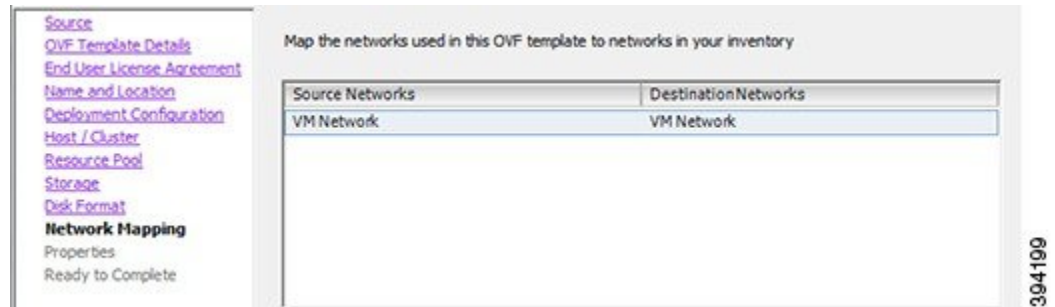 Source
OVF Template Details
End User License Agreement
Name and Location
Deployment Configuration
Host / Cluster
Resource Pool
Storage
Disk Format
Network Mapping
Properties
Ready to Complete
Map the networks used in this OVF template to networks in your inventory
Source Networks DestinationNetworks
VM Network VM Network
394199